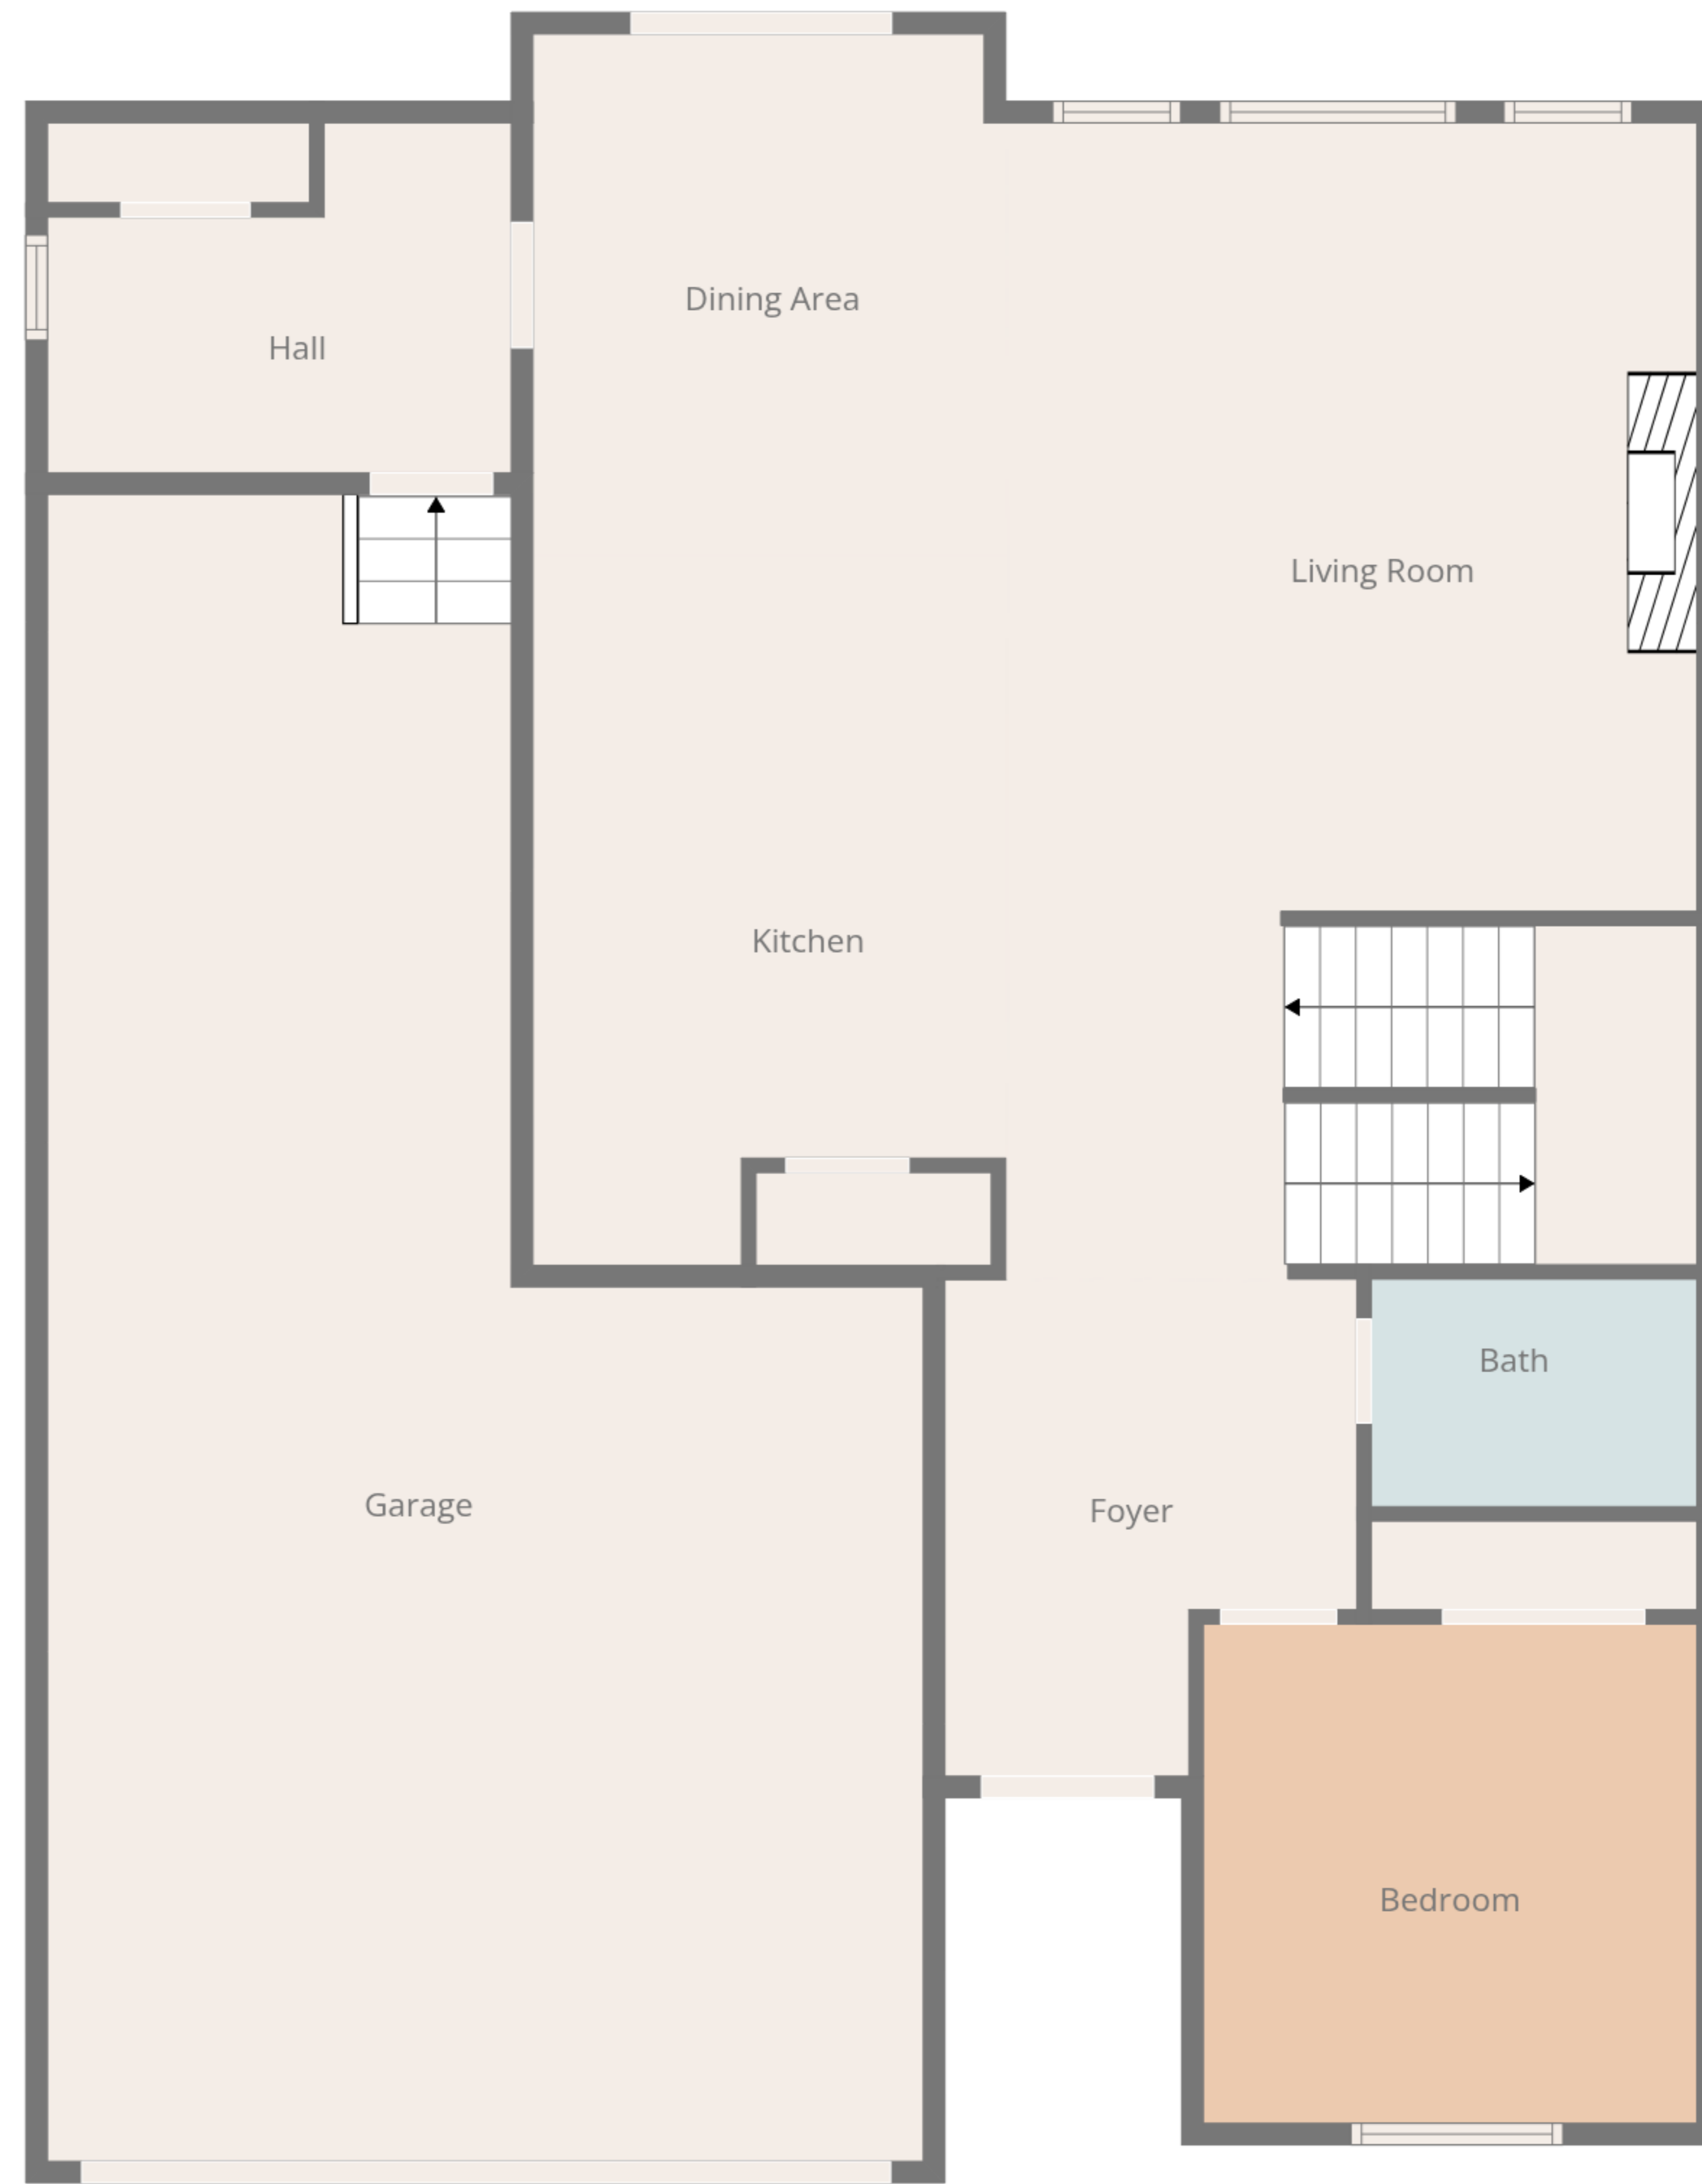 Dining Area
Hall
Living Room
Kitchen
Bath
Garage
Foyer
Bedroom